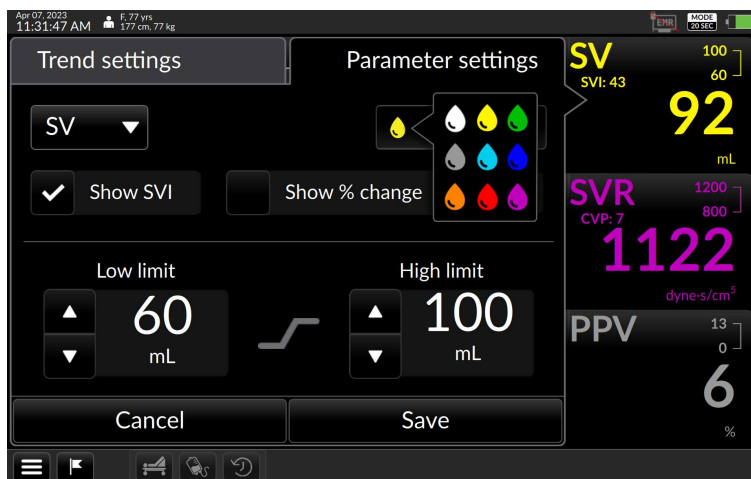 Apr 07, 2023
11:31:47 AM
F, 77 yrs
177 cm, 77 kg
EMR
MODE
20 SEC
Trend settings
Parameter settings
SV
Show SVI
Show % change
Low limit
High limit
60
mL
100
mL
Cancel
Save
SV
100
60
SVI: 43
92
mL
SVR
1200
800
CVP: 7
1122
dyne·s/cm⁵
PPV
13
0
6
%